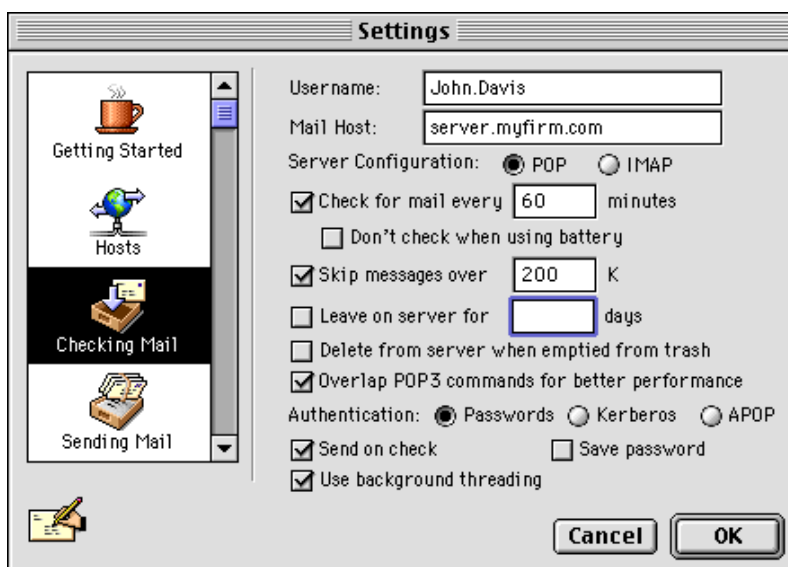 Settings
Getting Started
Hosts
Checking Mail
Sending Mail
Username: John.Davis
Mail Host: server.myfirm.com
Server Configuration: POP IMAP
Check for mail every 60 minutes
Don't check when using battery
Skip messages over 200 K
Leave on server for days
Delete from server when emptied from trash
Overlap POP3 commands for better performance
Authentication: Passwords Kerberos APOP
Send on check Save password
Use background threading
Cancel OK